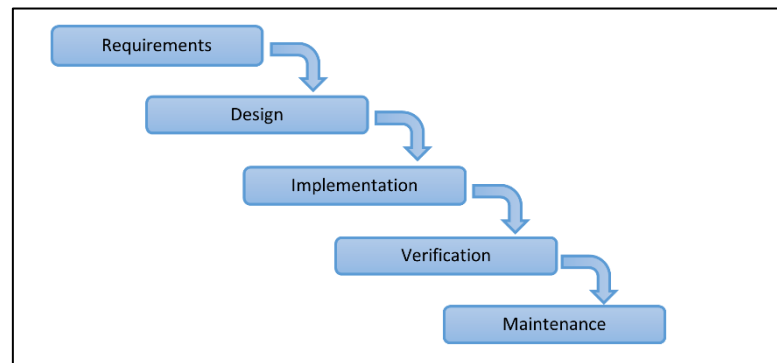 Requirements
Design
Implementation
Verification
Maintenance